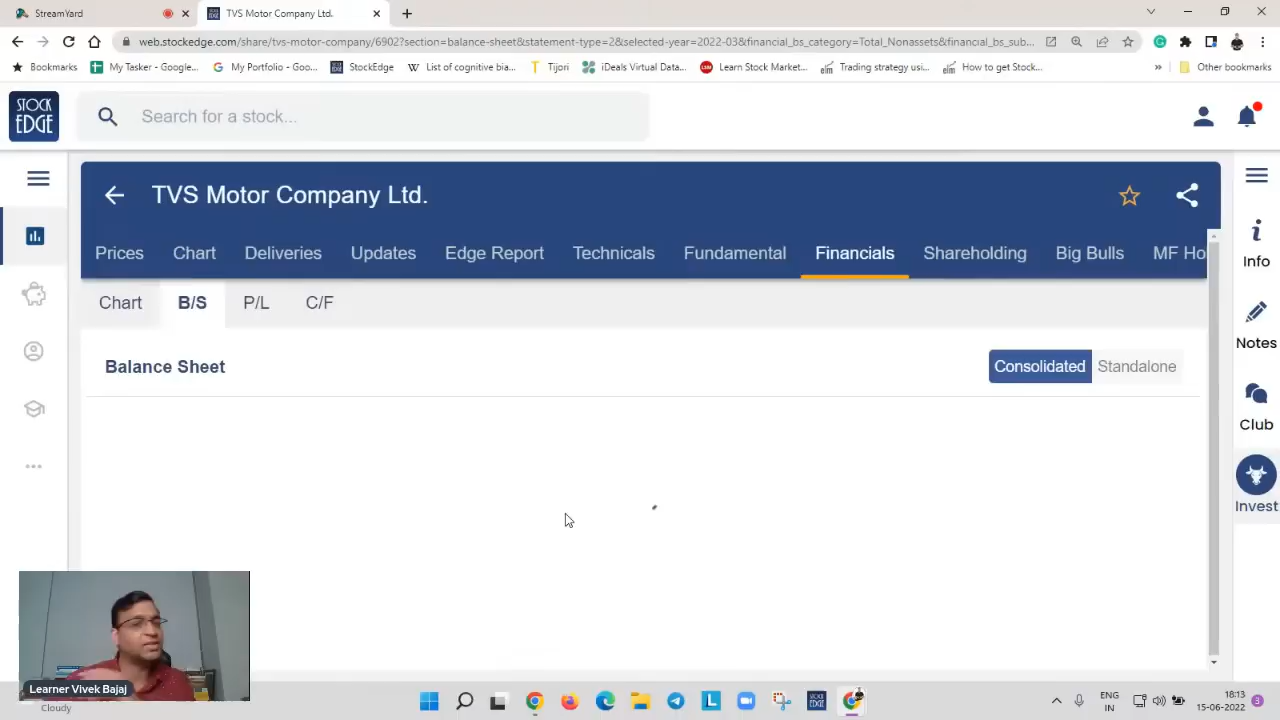 StreamYard
TVS Motor Company Ltd.
web.stockedge.com/share/tvs-motor-company/6902?section=balance-sheet&statement-type=2&selected-year=2022-03&financial_bs_category=Total_Nonassets&financial_bs_sub...
Bookmarks
My Tasker - Google...
My Portfolio - Goo...
StockEdge
List of cognitive bia...
Tijori
iDeals Virtual Data...
Learn Stock Market...
Trading strategy usi...
How to get Stock...
»
Other bookmarks
STOCK
EDGE
Search for a stock...
TVS Motor Company Ltd.
Prices
Chart
Deliveries
Updates
Edge Report
Technicals
Fundamental
Financials
Shareholding
Big Bulls
MF Ho
Chart
B/S
P/L
C/F
Balance Sheet
Consolidated
Standalone
Info
Notes
Club
Invest
Learner Vivek Bajaj
Cloudy
ENG
IN
18:13
15-06-2022
3